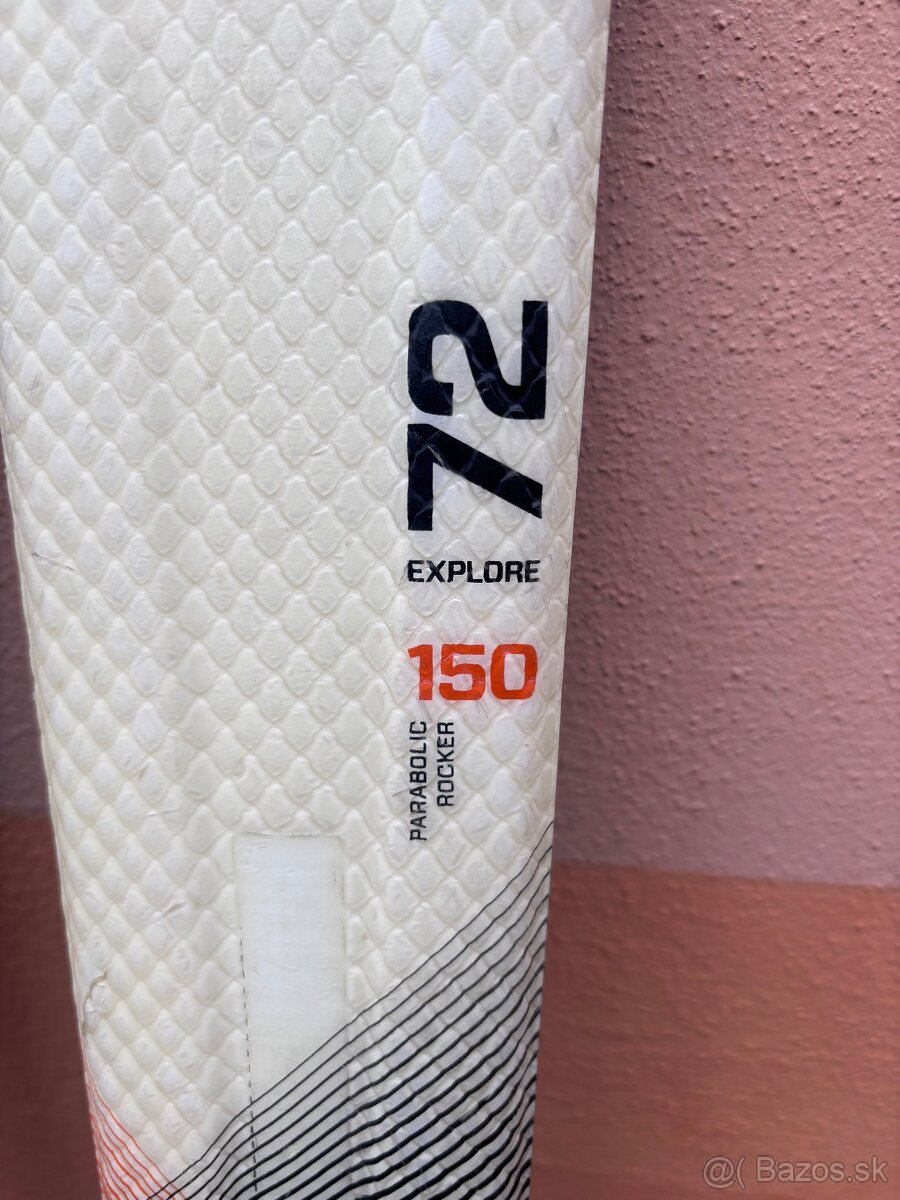 72
EXPLORE
150
PARABOLIC
ROCKER
@( Bazos.sk